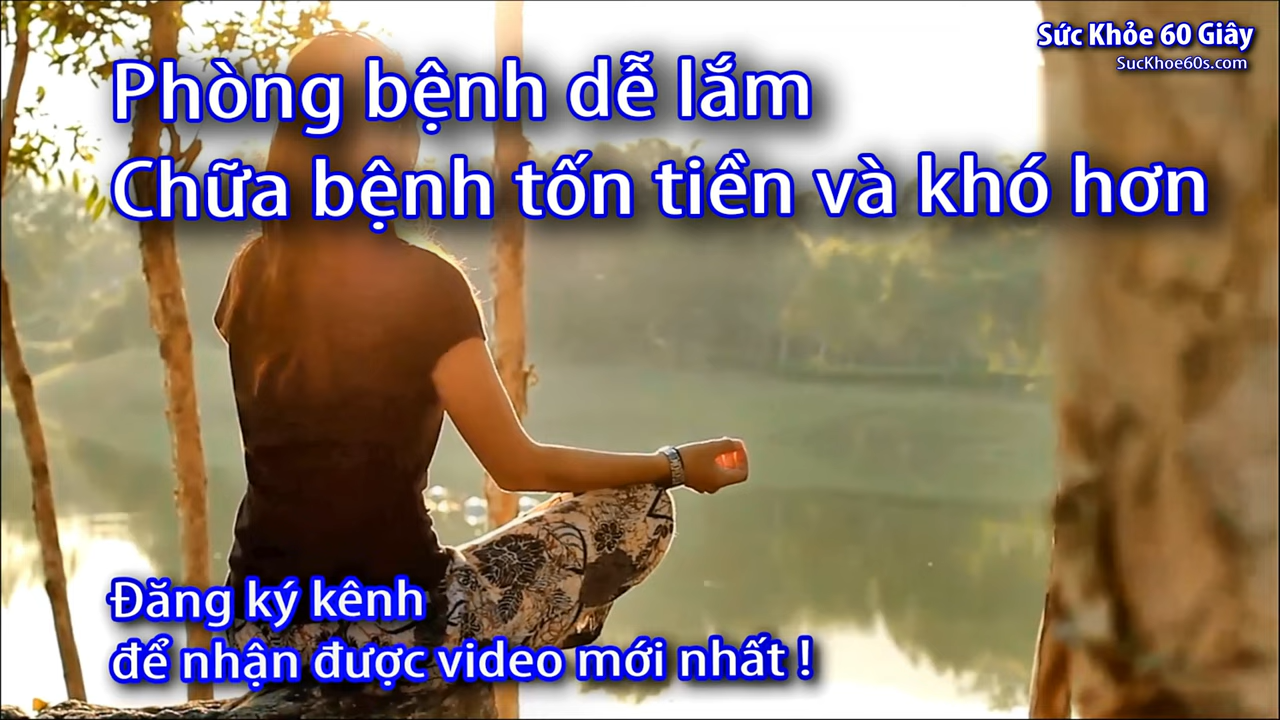 Sức Khỏe 60 Giây
SucKhoe60s.com
Phòng bệnh dễ lắm
Chữa bệnh tốn tiền và khó hơn
Đăng ký kênh
để nhận được video mới nhất !